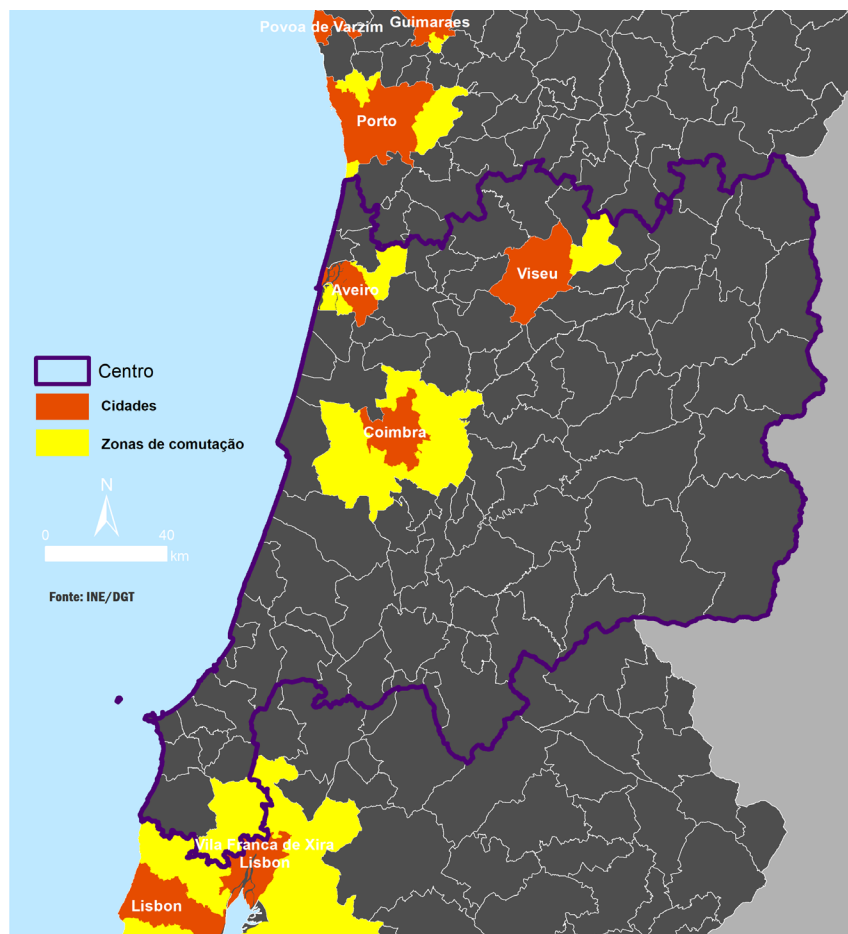 Povoa de Varzim
Guimaraes
Porto
Viseu
Aveiro
Centro
Cidades
Zonas de comutação
Coimbra
N
0 40
km
Fonte: INE/DGT
Vila Franca de Xira
Lisbon
Lisbon